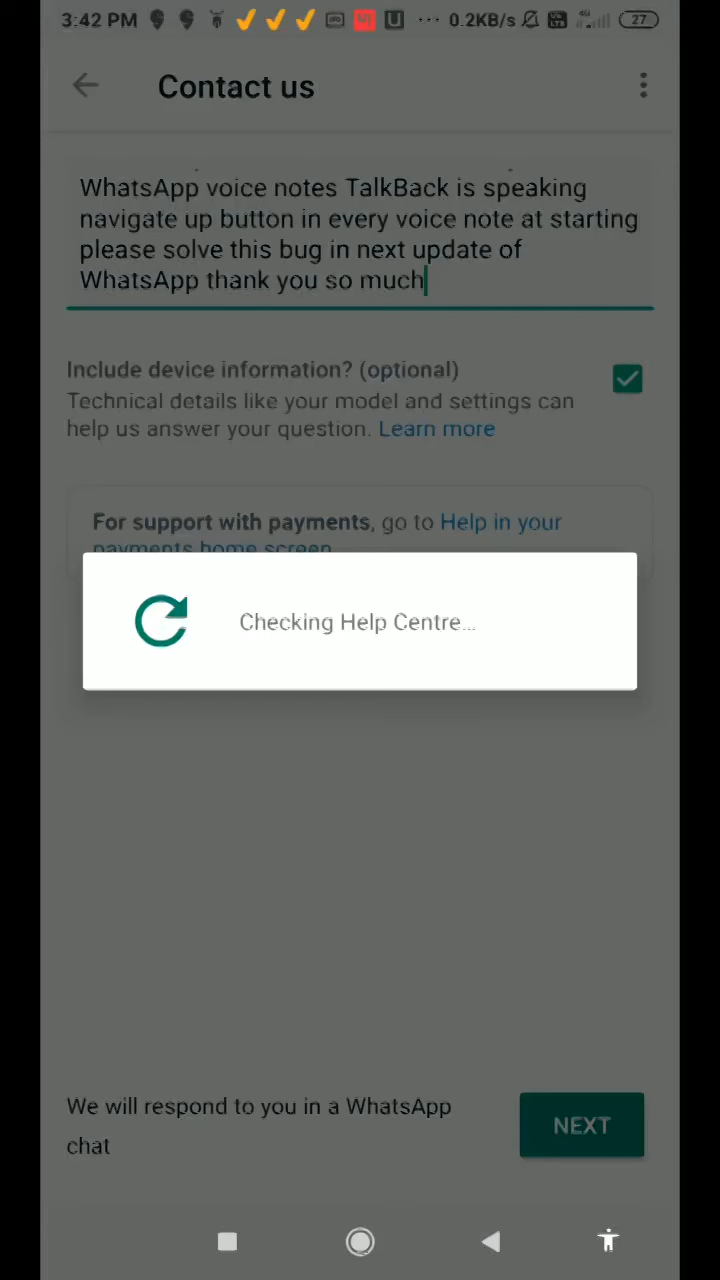 3:42 PM 0.2KB/s 4G 27
Contact us
WhatsApp voice notes TalkBack is speaking
navigate up button in every voice note at starting
please solve this bug in next update of
WhatsApp thank you so much
Include device information? (optional)
Technical details like your model and settings can
help us answer your question. Learn more
For support with payments, go to Help in your
payments home screen
Checking Help Centre...
We will respond to you in a WhatsApp
chat
NEXT